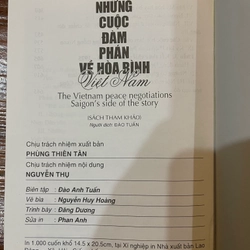 NHỮNG
CUỘC
ĐÀM
PHÁN
VỀ HÒA BÌNH
Việt Nam
The Vietnam peace negotiations
Saigon's side of the story
(SÁCH THAM KHẢO)
Người dịch: ĐÀO TUẤN
Chịu trách nhiệm xuất bản
PHÙNG THIÊN TÂN
Chịu trách nhiệm nội dung
NGUYỄN THỤ
Biên tập : Đào Anh Tuấn
Vẽ bìa : Nguyễn Huy Hoàng
Trình bày : Đăng Dương
Sửa in : Phan Anh
In 1.000 cuốn khổ 14.5 x 20.5cm, tại Xí nghiệp in Nhà xuất bản Lao